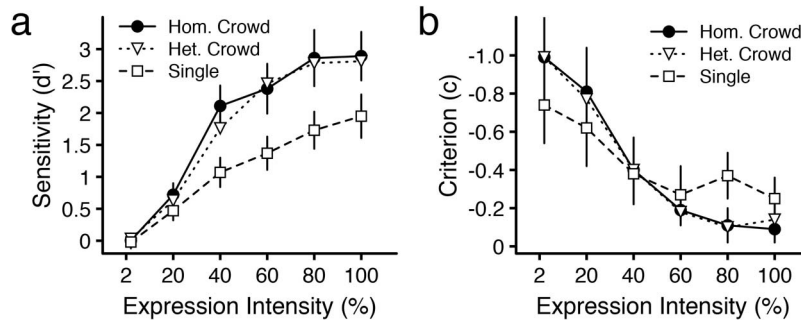 a
Hom. Crowd
Het. Crowd
Single
3
2.5
2
1.5
1
0.5
0
Sensitivity (d')
2 20 40 60 80 100
Expression Intensity (%)
b
Hom. Crowd
Het. Crowd
Single
-1.0
-0.8
-0.6
-0.4
-0.2
0
Criterion (c)
2 20 40 60 80 100
Expression Intensity (%)